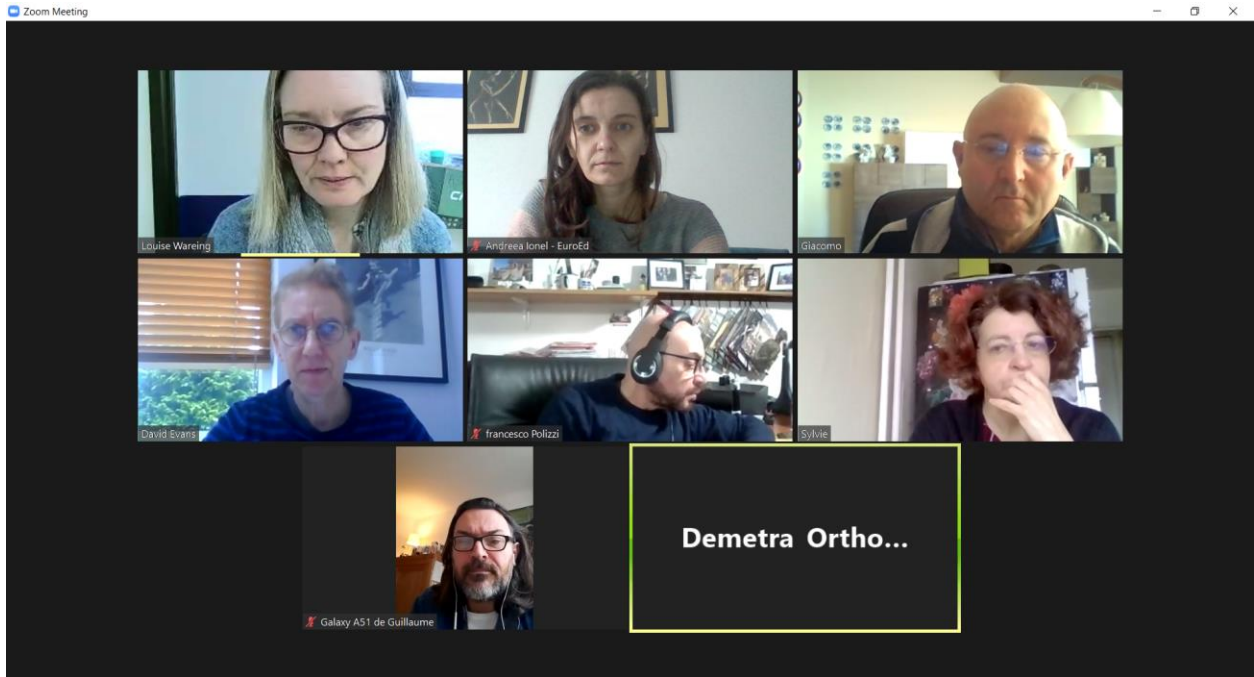 Zoom Meeting
Louise Wareing
Andreea Ionel - EuroEd
Giacomo
David Evans
francesco Polizzi
Sylvie
Galaxy A51 de Guillaume
Demetra Ortho...